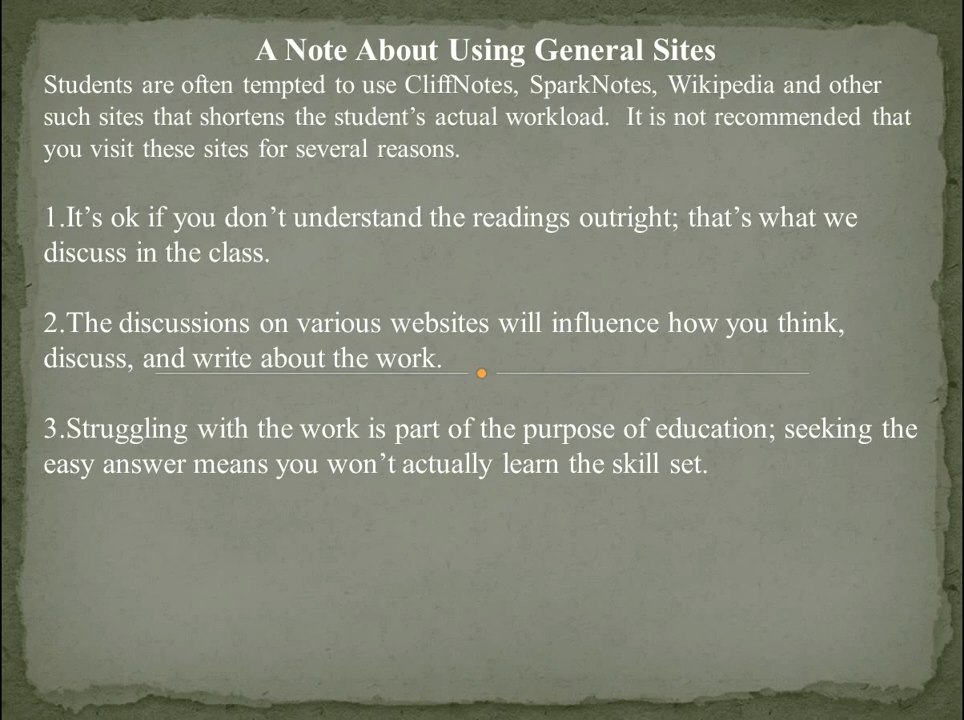 A Note About Using General Sites
Students are often tempted to use CliffNotes, SparkNotes, Wikipedia and other
such sites that shortens the student’s actual workload.  It is not recommended that
you visit these sites for several reasons.
1.It’s ok if you don’t understand the readings outright; that’s what we
discuss in the class.
2.The discussions on various websites will influence how you think,
discuss, and write about the work.
3.Struggling with the work is part of the purpose of education; seeking the
easy answer means you won’t actually learn the skill set.